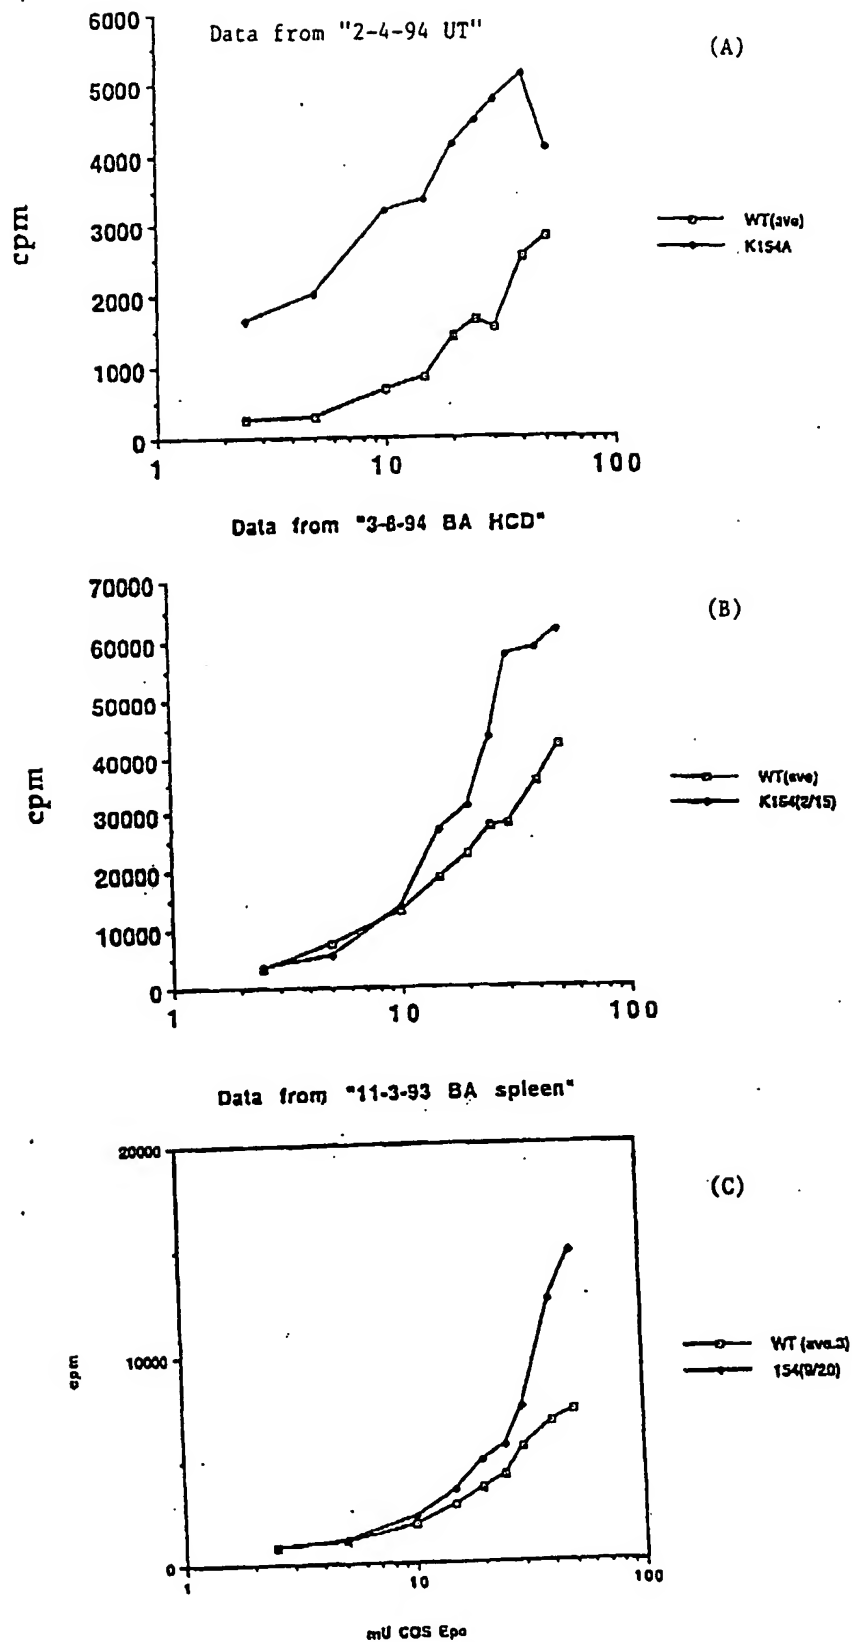 Data from "2-4-94 UT"
(A)
6000
5000
4000
3000
2000
1000
0
cpm
1
10
100
WT(ave)
K154A
Data from "3-8-94 BA HCD"
(B)
70000
60000
50000
40000
30000
20000
10000
0
cpm
1
10
100
WT(ave)
K154(2/15)
Data from "11-3-93 BA spleen"
(C)
20000
10000
0
cpm
1
10
100
WT (ave.3)
154(9/20)
mU COS Epo